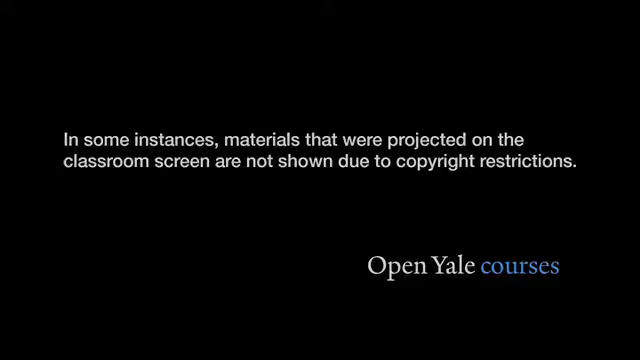 In some instances, materials that were projected on the
classroom screen are not shown due to copyright restrictions.
Open Yale courses